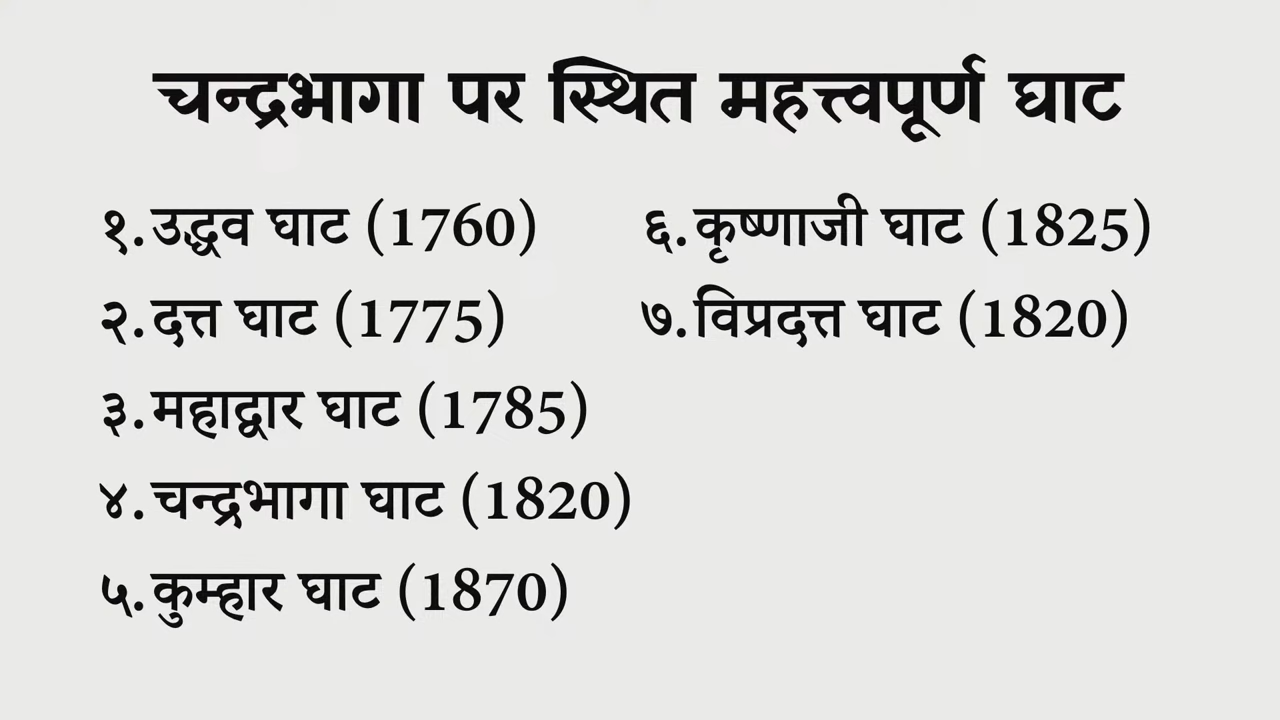 चन्द्रभागा पर स्थित महत्त्वपूर्ण घाट
१.उद्धव घाट (1760)
२.दत्त घाट (1775)
३.महाद्वार घाट (1785)
४.चन्द्रभागा घाट (1820)
५.कुम्हार घाट (1870)
६.कृष्णाजी घाट (1825)
७.विप्रदत्त घाट (1820)